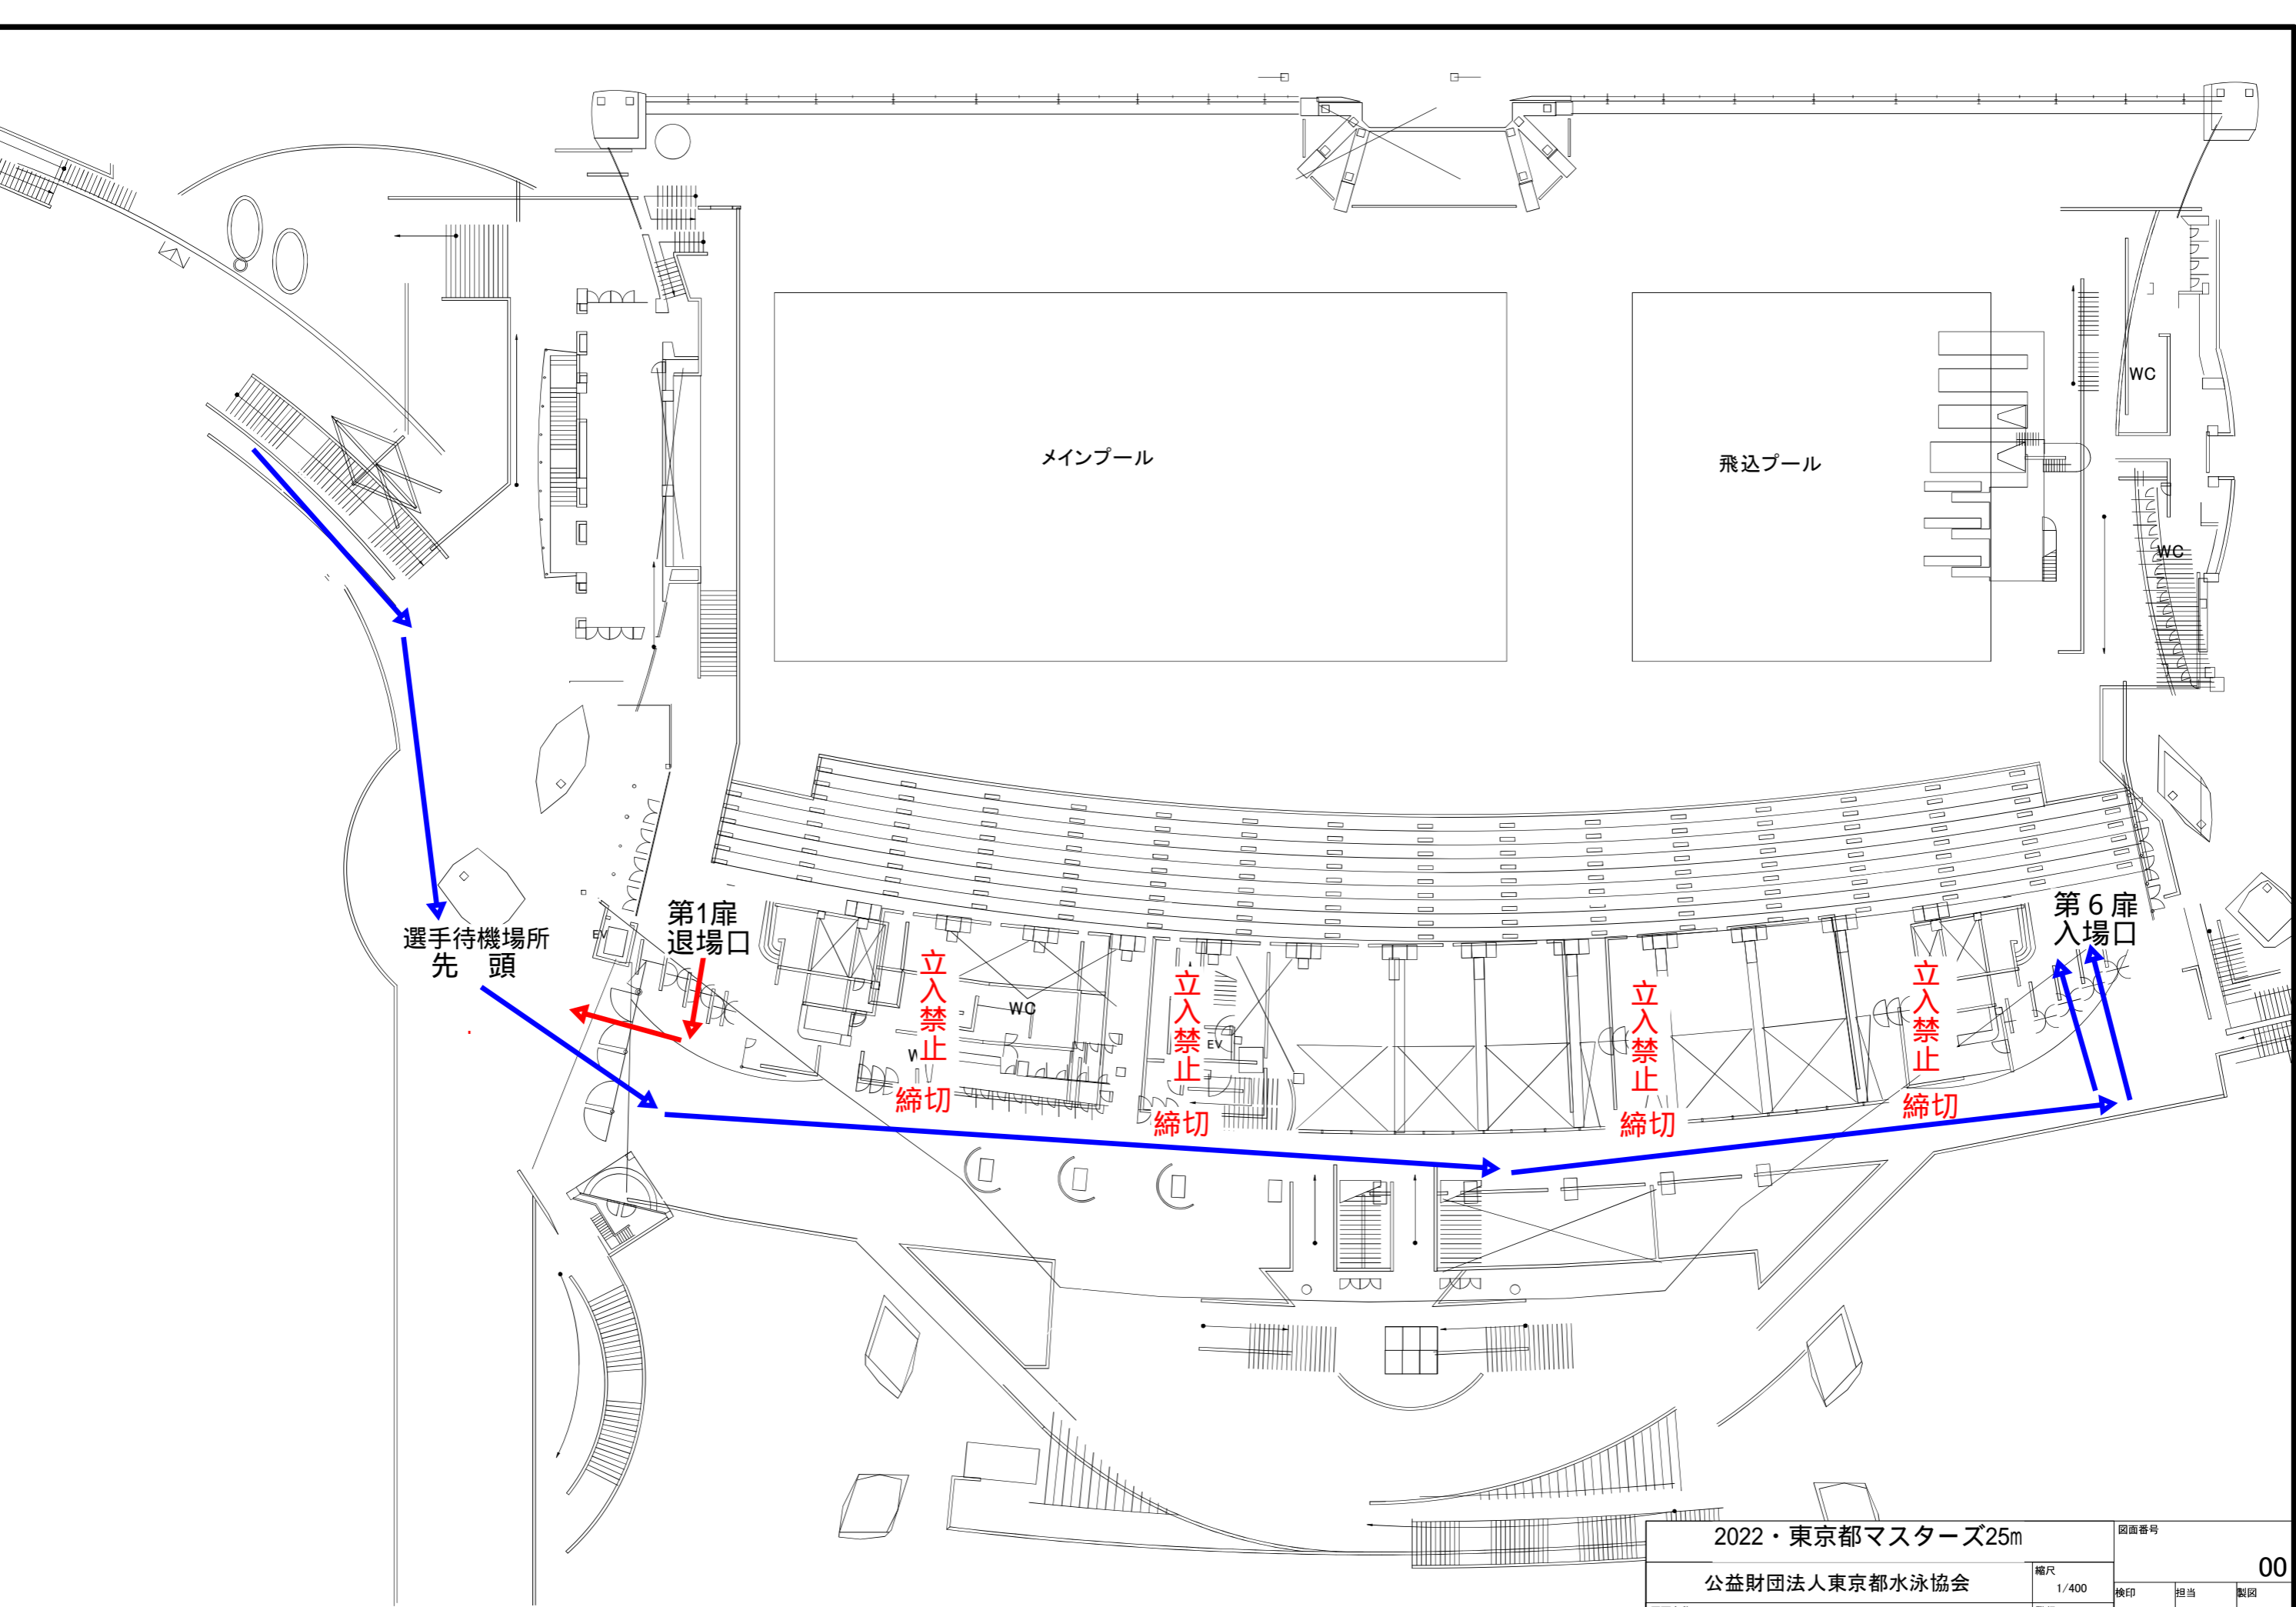 メインプール
飛込プール
WC
WC
第1扉
退場口
第６扉
入場口
EV
選手待機場所
先　頭
立入禁止
締切
WC
立入禁止
EV
締切
立入禁止
締切
立入禁止
締切
2022・東京都マスターズ25m
図面番号
00
公益財団法人東京都水泳協会
縮尺
1/400
検印
担当
製図